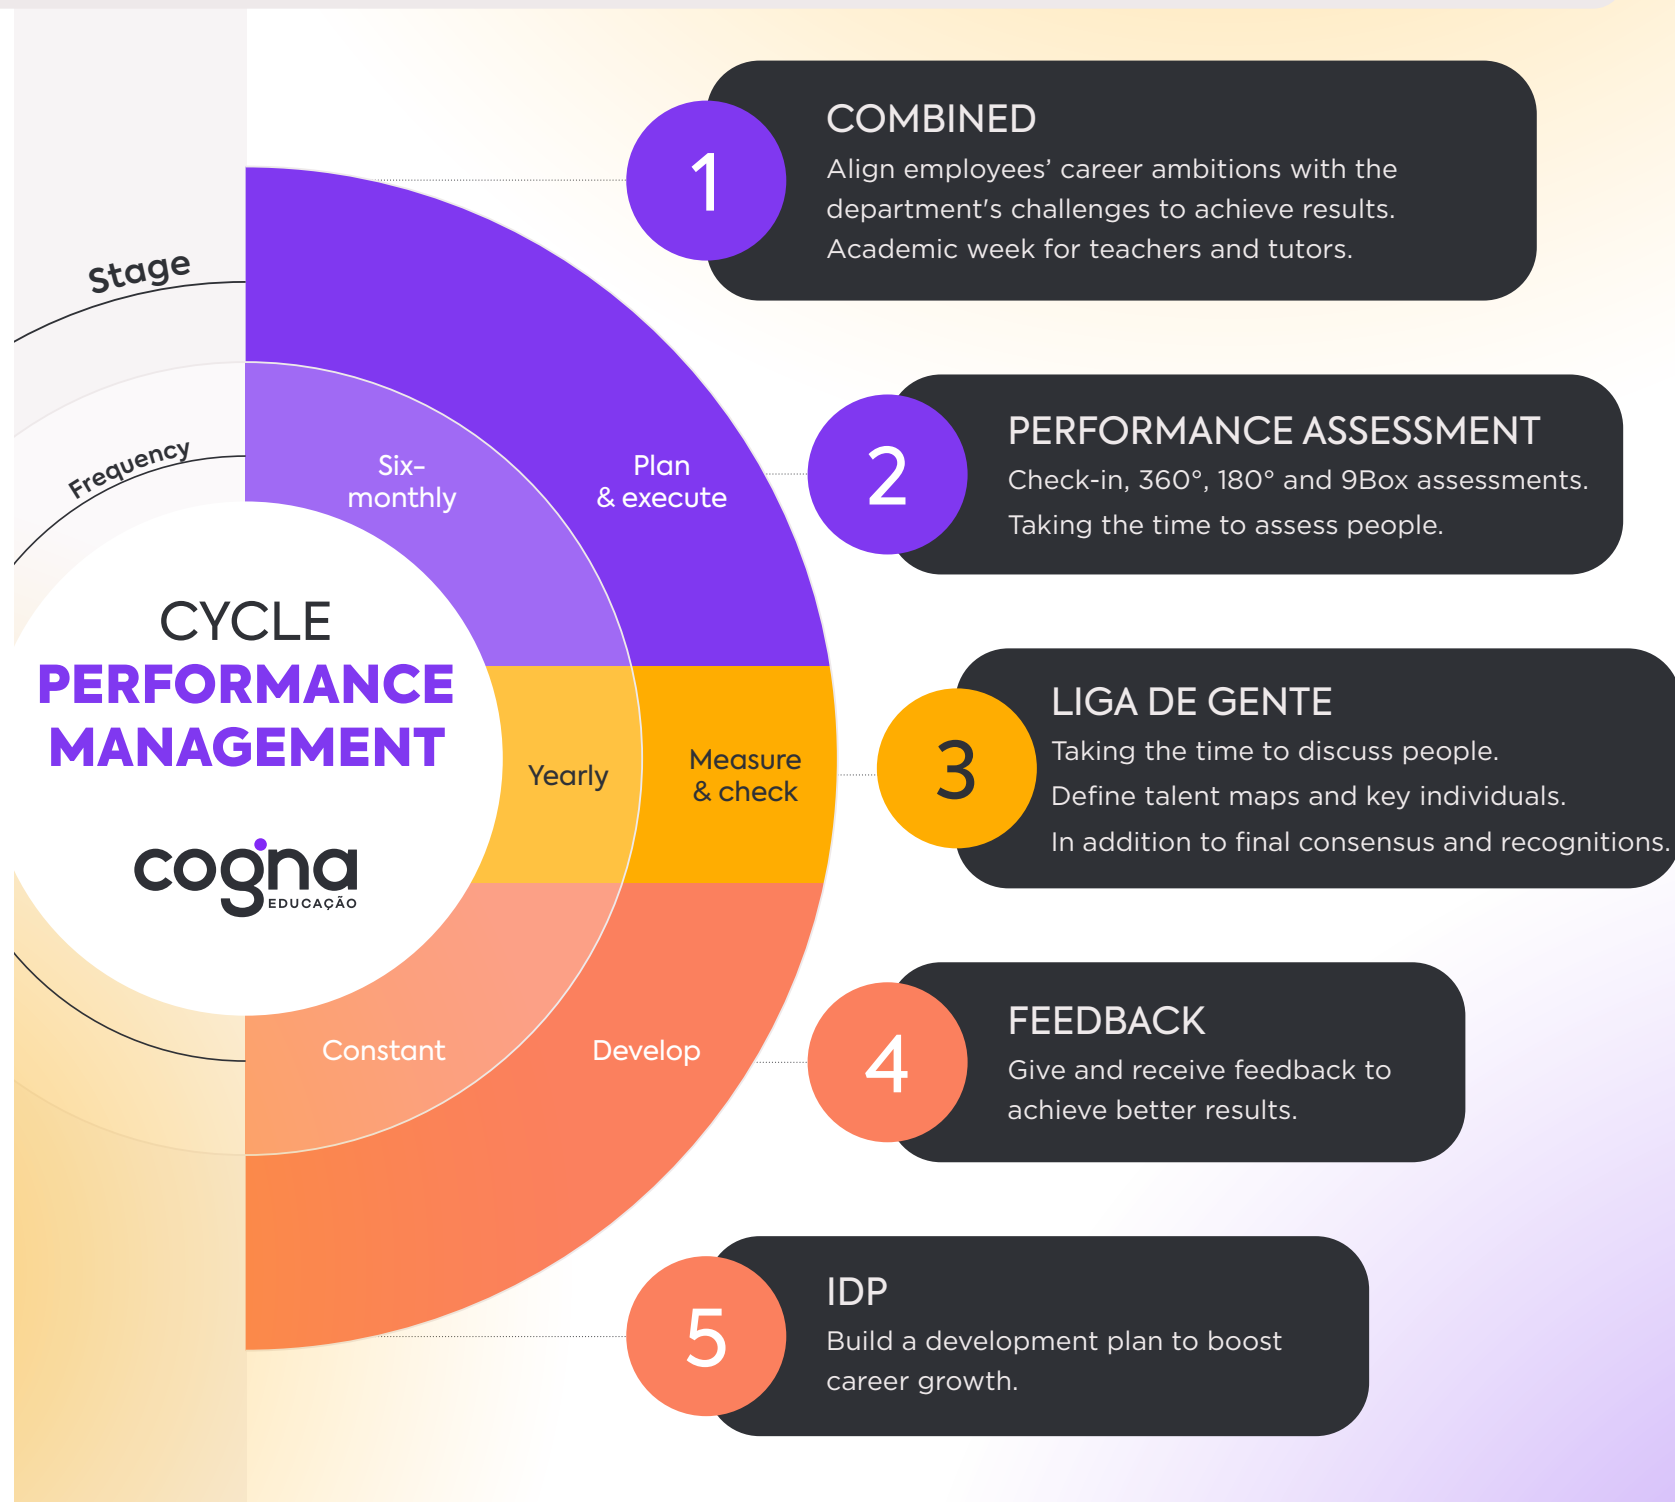 Stage
Frequency
CYCLE
PERFORMANCE
MANAGEMENT
cogna
EDUCAÇÃO
Six-
monthly
Plan
& execute
Yearly
Measure
& check
Constant
Develop
1
COMBINED
Align employees’ career ambitions with the
department's challenges to achieve results.
Academic week for teachers and tutors.
2
PERFORMANCE ASSESSMENT
Check-in, 360°, 180° and 9Box assessments.
Taking the time to assess people.
3
LIGA DE GENTE
Taking the time to discuss people.
Define talent maps and key individuals.
In addition to final consensus and recognitions.
4
FEEDBACK
Give and receive feedback to
achieve better results.
5
IDP
Build a development plan to boost
career growth.